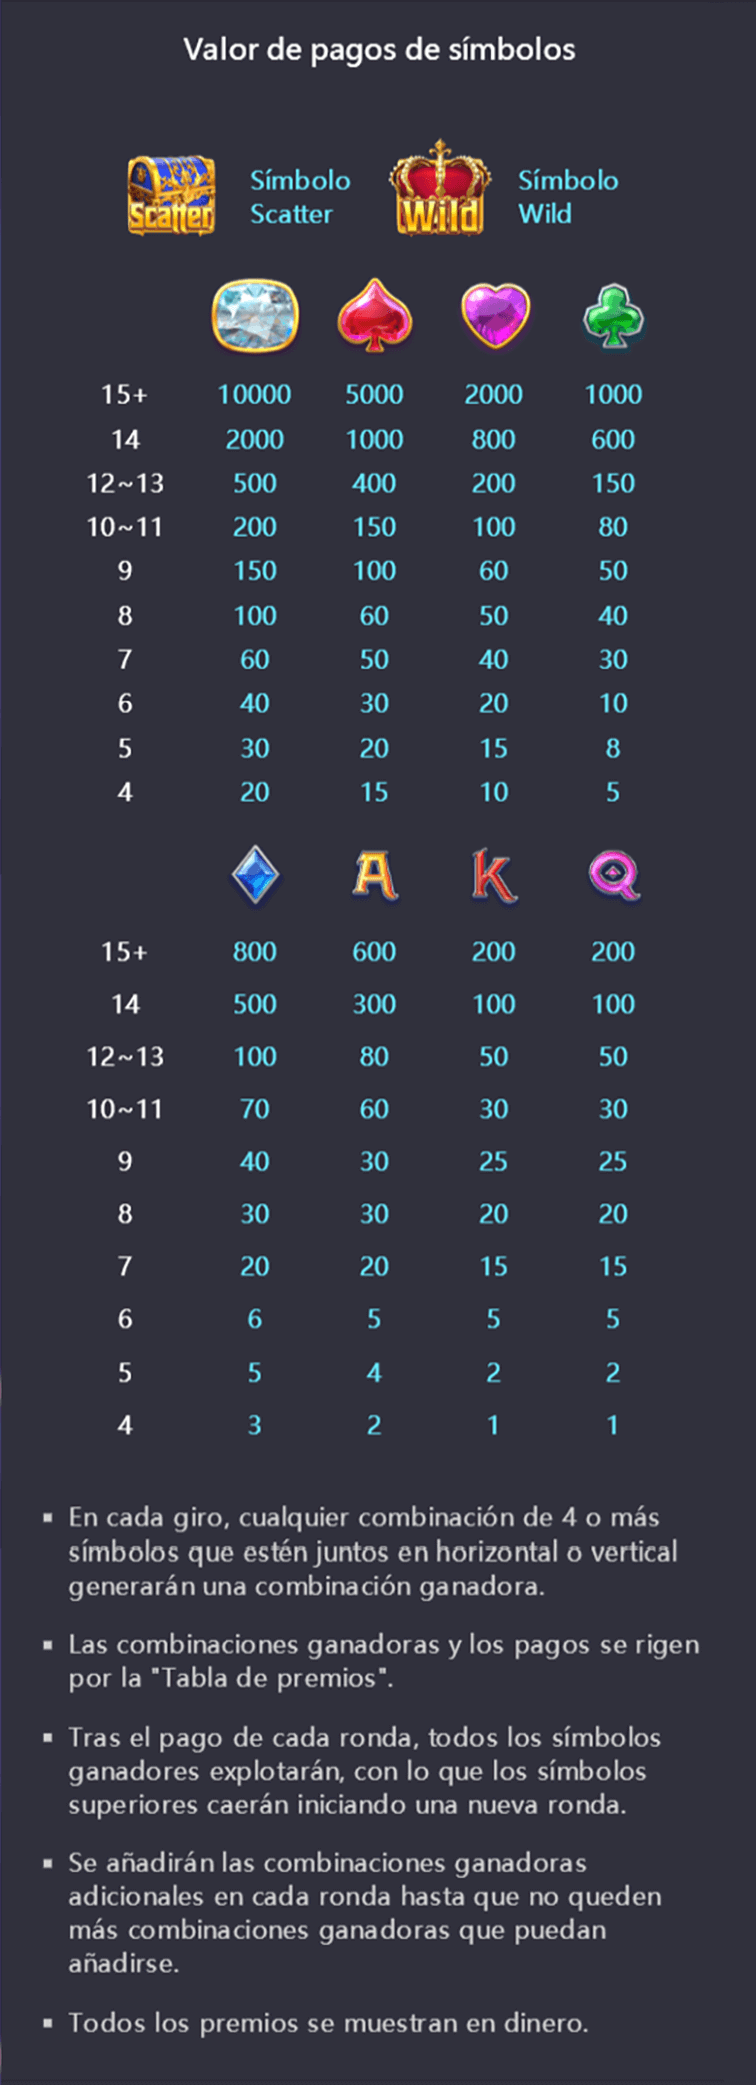 Valor de pagos de símbolos
Scatter
Símbolo
Scatter
Wild
Símbolo
Wild
15+ 10000 5000 2000 1000
14 2000 1000 800 600
12~13 500 400 200 150
10~11 200 150 100 80
9 150 100 60 50
8 100 60 50 40
7 60 50 40 30
6 40 30 20 10
5 30 20 15 8
4 20 15 10 5
A K Q
15+ 800 600 200 200
14 500 300 100 100
12~13 100 80 50 50
10~11 70 60 30 30
9 40 30 25 25
8 30 30 20 20
7 20 20 15 15
6 6 5 5 5
5 5 4 2 2
4 3 2 1 1
▪ En cada giro, cualquier combinación de 4 o más
símbolos que estén juntos en horizontal o vertical
generarán una combinación ganadora.
▪ Las combinaciones ganadoras y los pagos se rigen
por la "Tabla de premios".
▪ Tras el pago de cada ronda, todos los símbolos
ganadores explotarán, con lo que los símbolos
superiores caerán iniciando una nueva ronda.
▪ Se añadirán las combinaciones ganadoras
adicionales en cada ronda hasta que no queden
más combinaciones ganadoras que puedan
añadirse.
▪ Todos los premios se muestran en dinero.